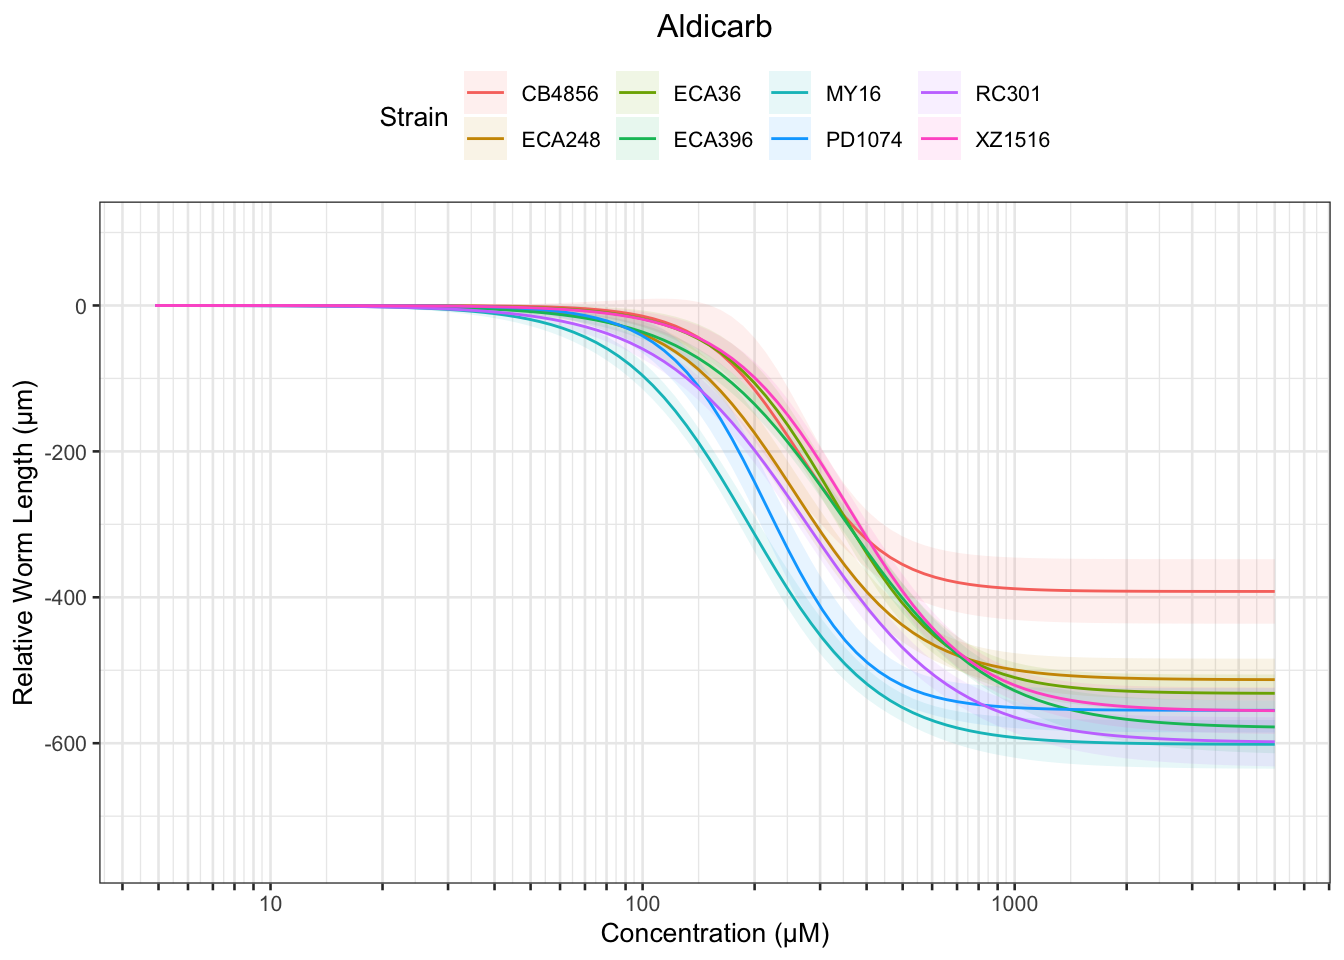 Aldicarb
Strain
CB4856 ECA36 MY16 RC301
ECA248 ECA396 PD1074 XZ1516
Relative Worm Length (µm)
0
-200
-400
-600
10 100 1000
Concentration (µM)